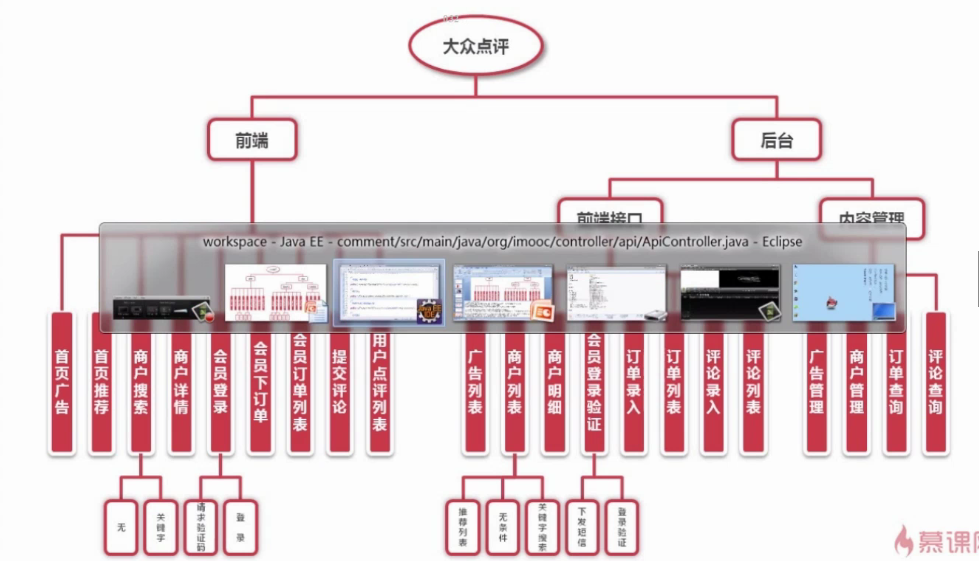 大众点评
前端
后台
前端接口
内容管理
workspace - Java EE - comment/src/main/java/org/imooc/controller/api/ApiController.java - Eclipse
首页广告
首页推荐
商户搜索
商户详情
会员登录
会员下订单
会员订单列表
提交评论
用户点评列表
广告列表
商户列表
商户明细
会员登录验证
订单录入
订单列表
评论录入
评论列表
广告管理
商户管理
订单查询
评论查询
无
关键字
请求验证码
登录
推荐列表
无条件
关键字搜索
下发短信
登录验证
慕课网